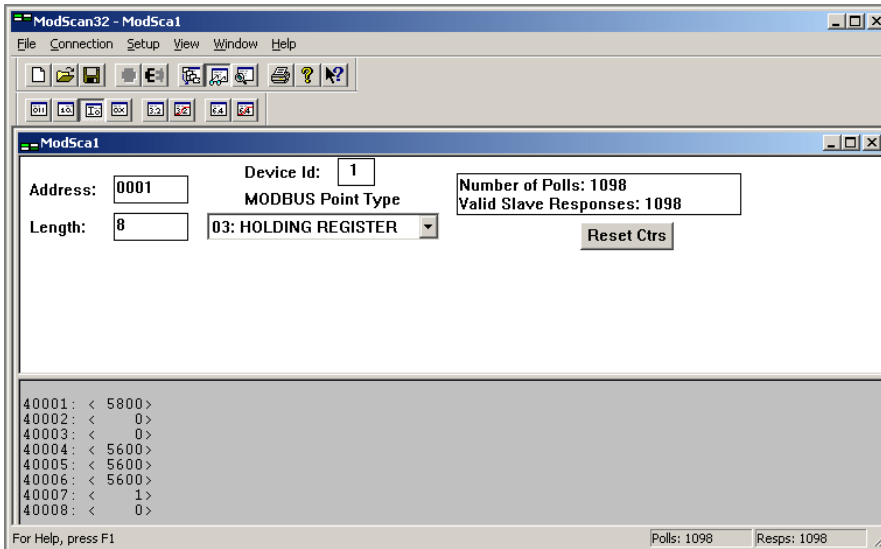 ModScan32 - ModSca1
File Connection Setup View Window Help
ModSca1
Device Id: 1
Address: 0001
MODBUS Point Type
Number of Polls: 1098
Valid Slave Responses: 1098
Length: 8
03: HOLDING REGISTER
Reset Ctrs
40001: < 5800>
40002: < 0>
40003: < 0>
40004: < 5600>
40005: < 5600>
40006: < 5600>
40007: < 1>
40008: < 0>
For Help, press F1
Polls: 1098
Resps: 1098